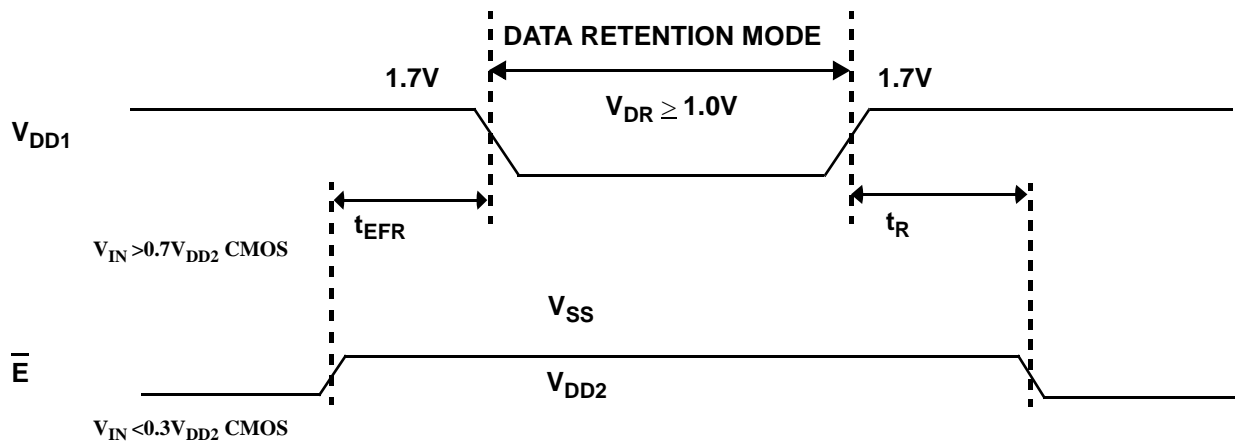 DATA RETENTION MODE
1.7V
1.7V
V_DR ≥ 1.0V
V_DD1
t_EFR
t_R
V_IN >0.7V_DD2 CMOS
V_SS
E̅
V_DD2
V_IN <0.3V_DD2 CMOS